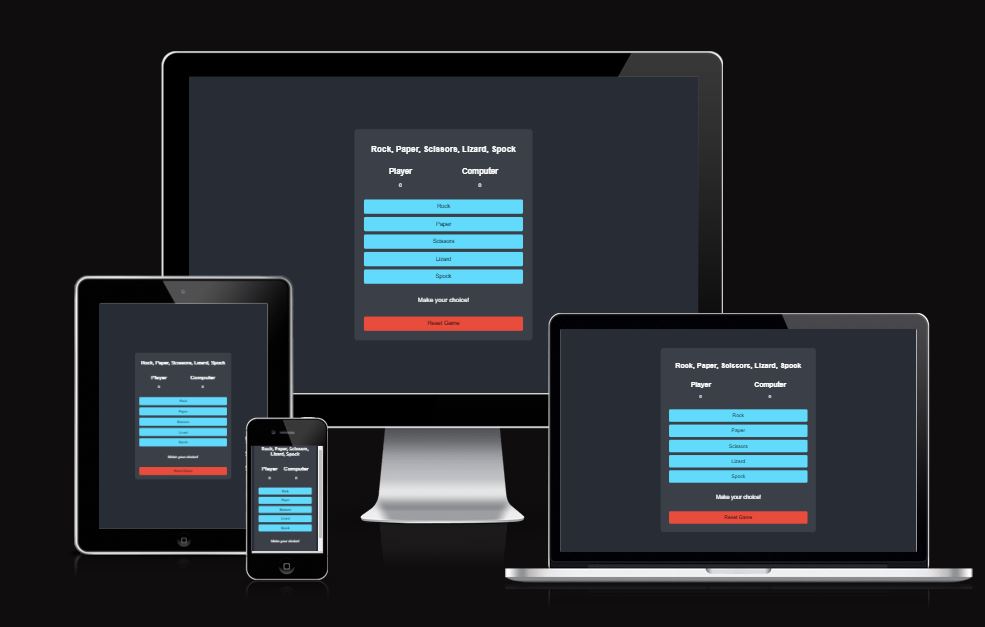 Rock, Paper, Scissors, Lizard, Spock
Player Computer
0 0
Rock
Paper
Scissors
Lizard
Spock
Make your choice!
Reset Game
Rock, Paper, Scissors, Lizard, Spock
Player Computer
0 0
Rock
Paper
Scissors
Lizard
Spock
Make your choice!
Reset Game
Rock, Paper, Scissors,
Lizard, Spock
Player Computer
0 0
Rock
Paper
Scissors
Lizard
Spock
Make your choice!
Rock, Paper, Scissors, Lizard, Spock
Player Computer
0 0
Rock
Paper
Scissors
Lizard
Spock
Make your choice!
Reset Game